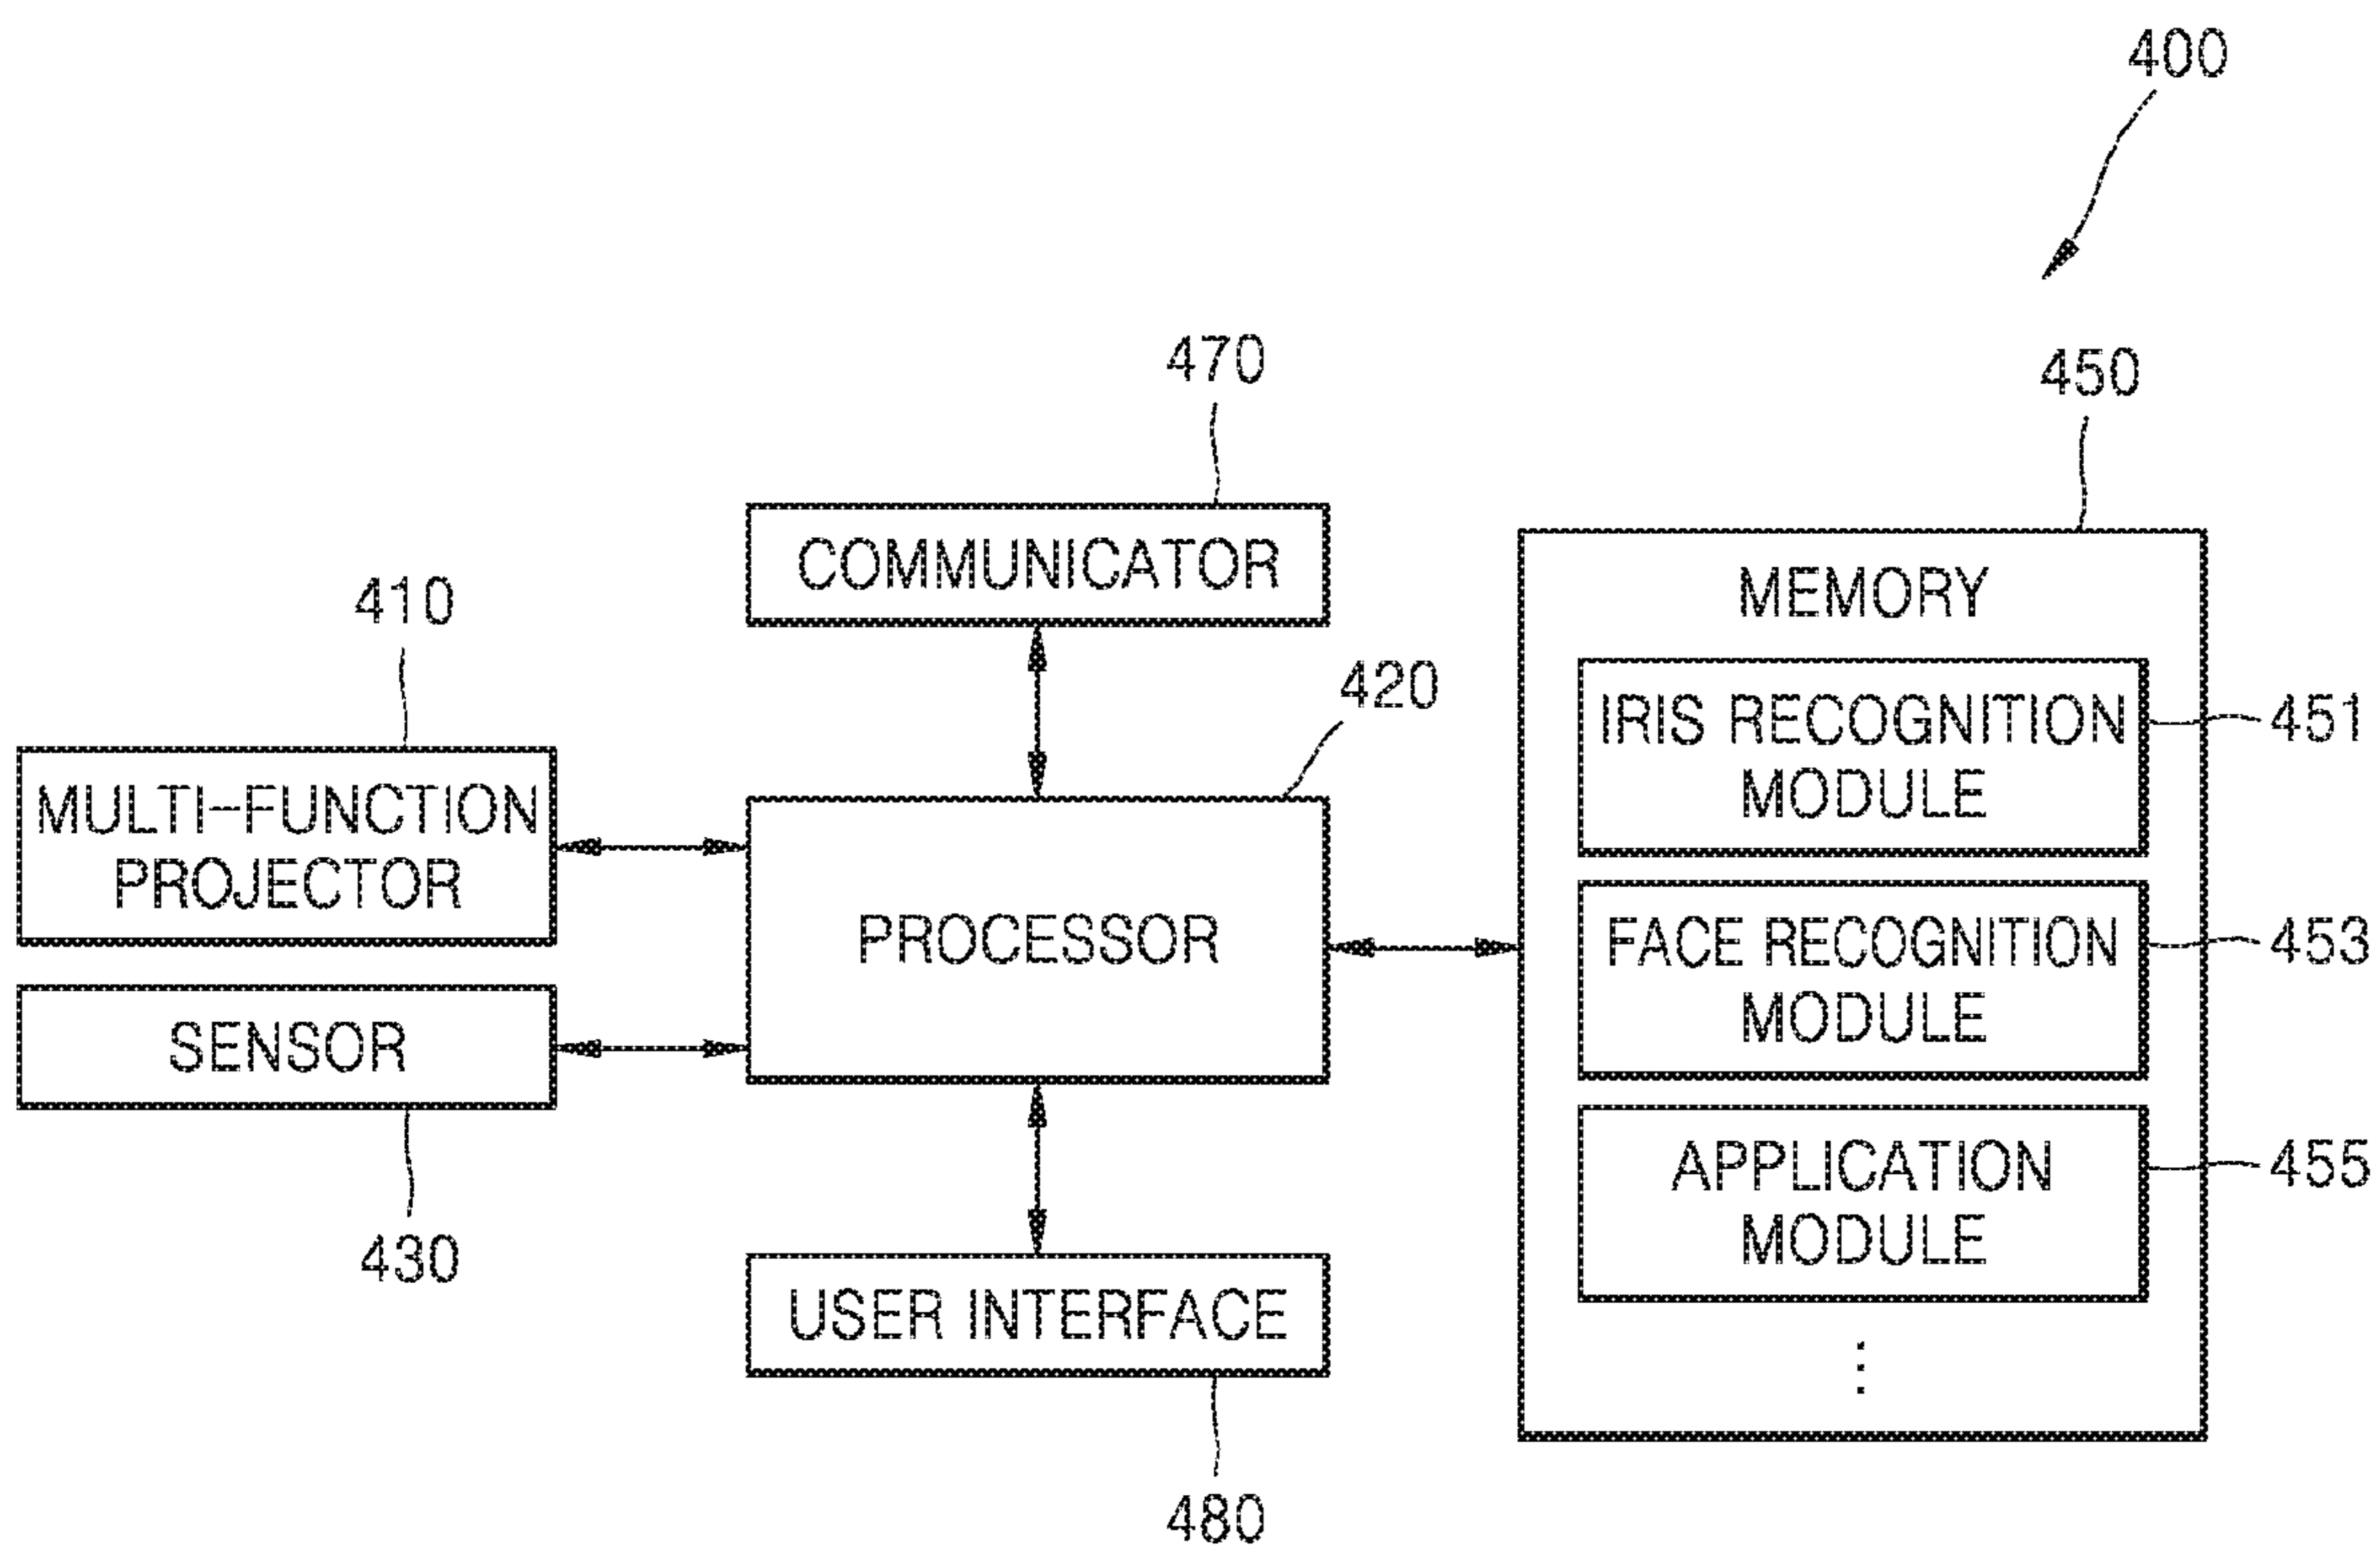 400
470
450
COMMUNICATOR
MEMORY
410
420
IRIS RECOGNITION
MODULE
451
MULTI-FUNCTION
PROJECTOR
PROCESSOR
FACE RECOGNITION
MODULE
453
SENSOR
430
APPLICATION
MODULE
455
USER INTERFACE
480